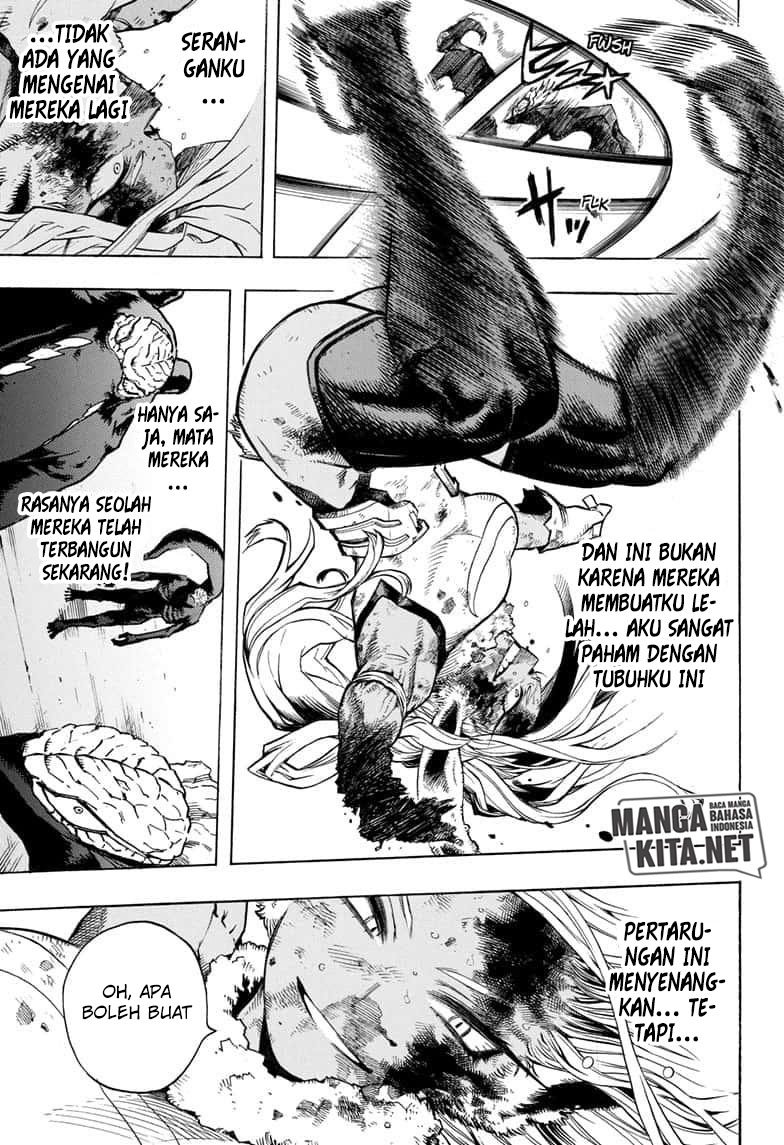 FWSH
FLK
SERAN-
GANKU
...
...TIDAK
ADA YANG
MENGENAI
MEREKA LAGI
DAN INI BUKAN
KARENA MEREKA
MEMBUATKU LE-
LAH... AKU SANGAT
PAHAM DENGAN
TUBUHKU INI
HANYA SA-
JA, MATA
MEREKA
...
RASANYA SEOLAH
MEREKA TELAH
TERBANGUN
SEKARANG!
MANGA
KITA.NET
BACA MANGA
BAHASA
INDONESIA
PERTARU-
NGAN INI
MENYENANG-
KAN... TE-
TAPI...
OH, APA
BOLEH BUAT